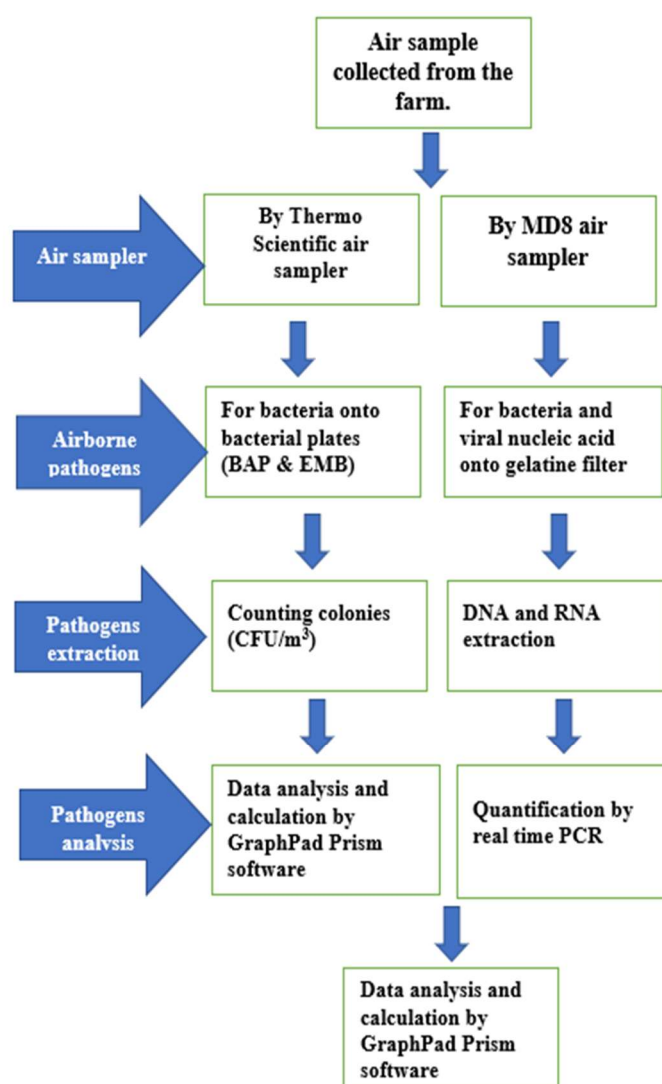 Air sample
collected from the
farm.
Air sampler
By Thermo
Scientific air
sampler
By MD8 air
sampler
Airborne
pathogens
For bacteria onto
bacterial plates
(BAP & EMB)
For bacteria and
viral nucleic acid
onto gelatine filter
Pathogens
extraction
Counting colonies
(CFU/m³)
DNA and RNA
extraction
Pathogens
analysis
Data analysis and
calculation by
GraphPad Prism
software
Quantification by
real time PCR
Data analysis and
calculation by
GraphPad Prism
software